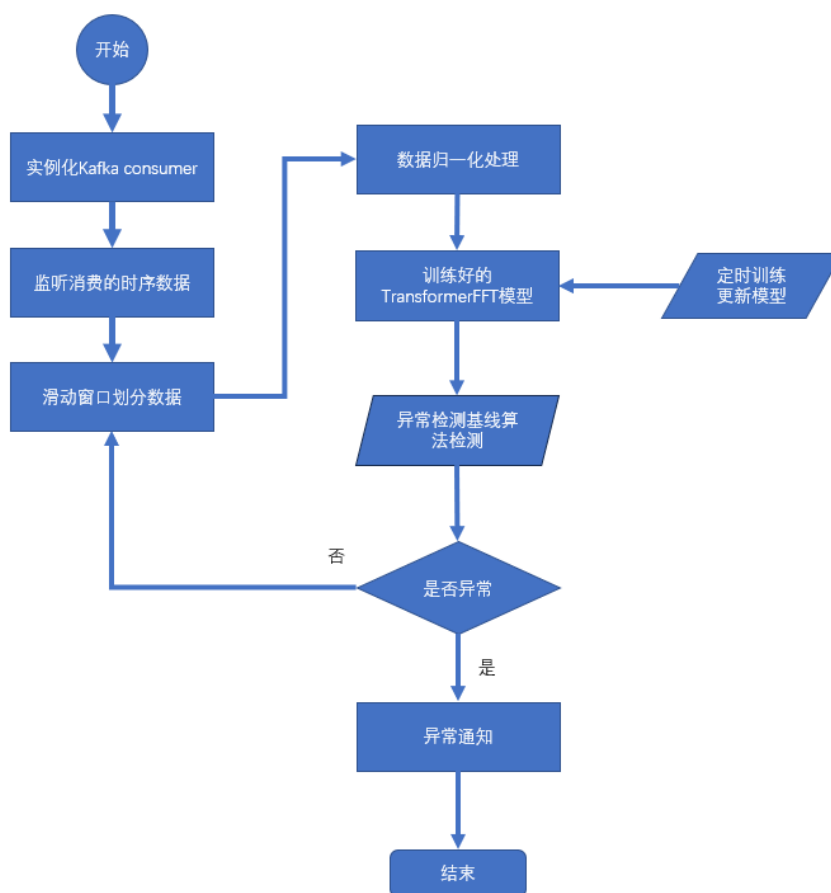 开始
实例化Kafka consumer
监听消费的时序数据
滑动窗口划分数据
数据归一化处理
训练好的
TransformerFFT模型
定时训练
更新模型
异常检测基线算
法检测
是否异常
否
是
异常通知
结束